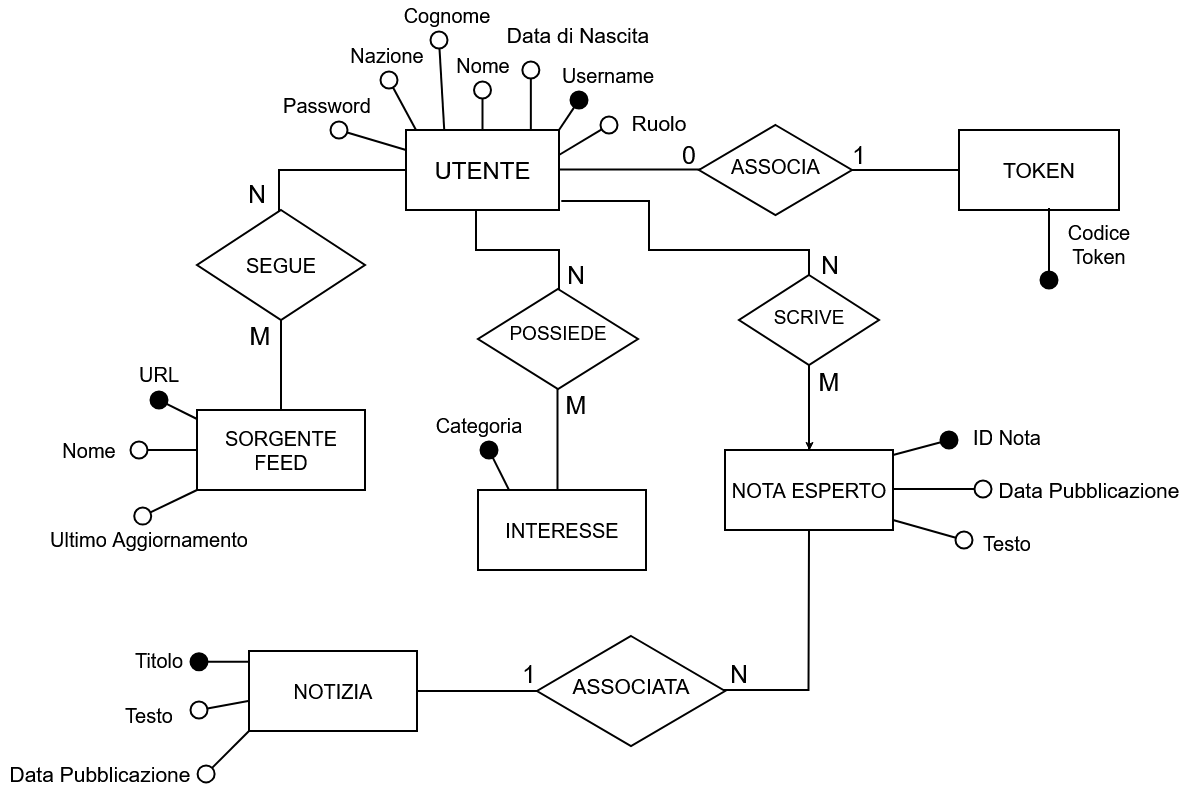 Cognome
Data di Nascita
Nazione
Nome
Username
Password
Ruolo
UTENTE
0
ASSOCIA
1
TOKEN
Codice
Token
N
SEGUE
M
N
POSSIEDE
M
N
SCRIVE
M
URL
Nome
Ultimo Aggiornamento
SORGENTE
FEED
Categoria
INTERESSE
NOTA ESPERTO
ID Nota
Data Pubblicazione
Testo
Titolo
Testo
Data Pubblicazione
NOTIZIA
1
ASSOCIATA
N